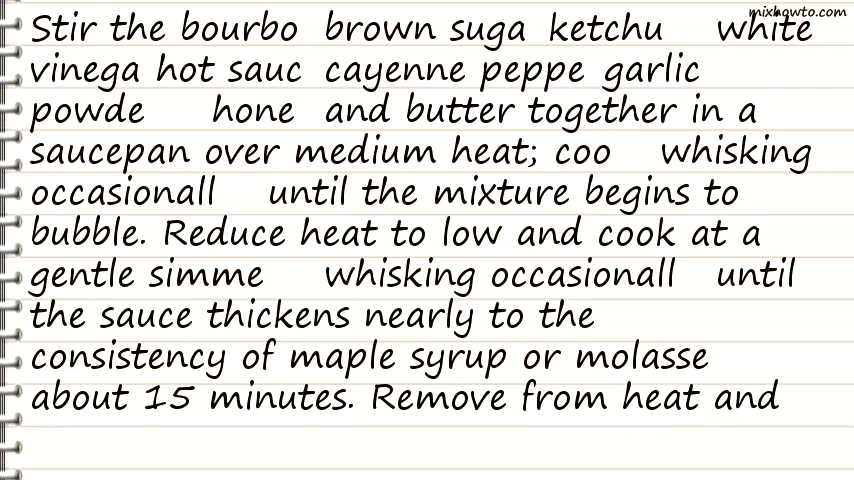 mixhowto.com
Stir the bourbo brown suga ketchu white
vinega hot sauc cayenne peppe garlic
powde hone and butter together in a
saucepan over medium heat; coo whisking
occasionall until the mixture begins to
bubble. Reduce heat to low and cook at a
gentle simme whisking occasionall until
the sauce thickens nearly to the
consistency of maple syrup or molasse
about 15 minutes. Remove from heat and